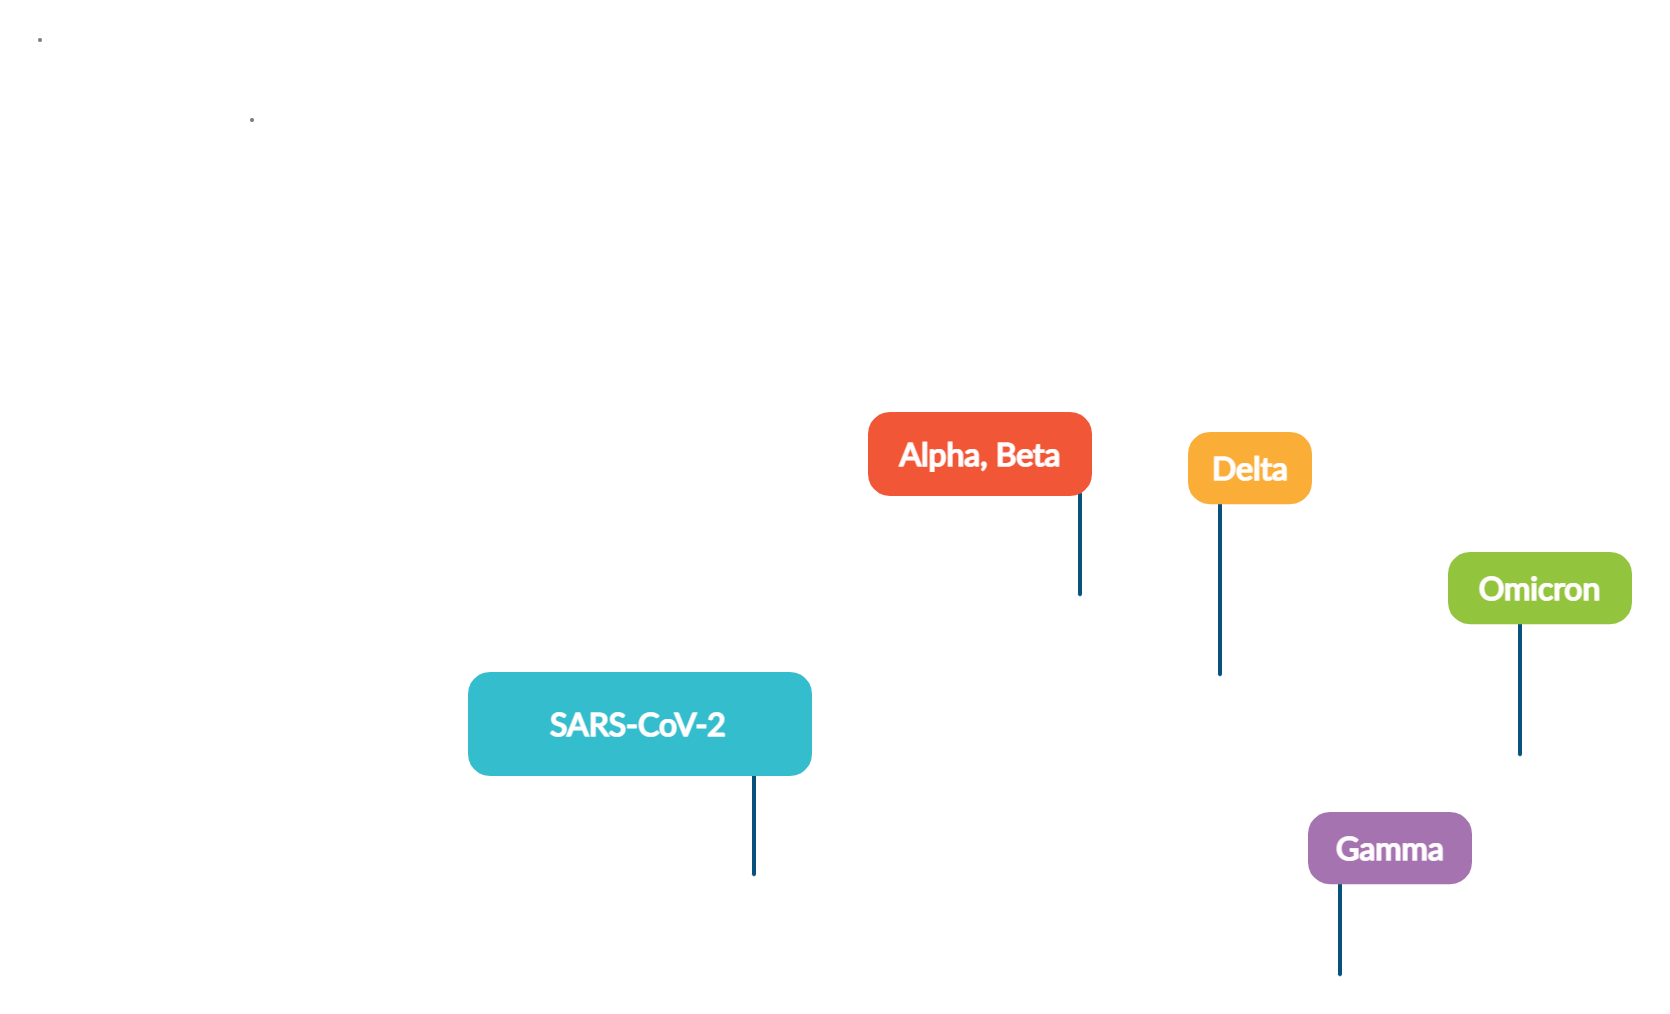 Alpha, Beta
Delta
Omicron
SARS-CoV-2
Gamma